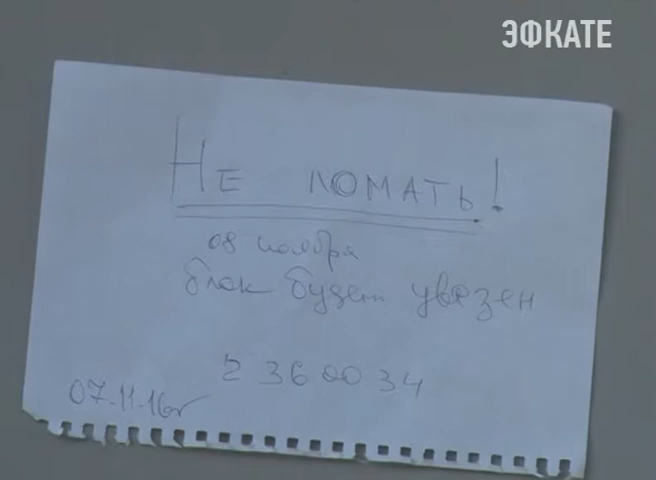 ЭФКАТЕ
НЕ ЛОМАТЬ!
08 ноября
блок будет увезен
2 36 00 34
07.11.16г